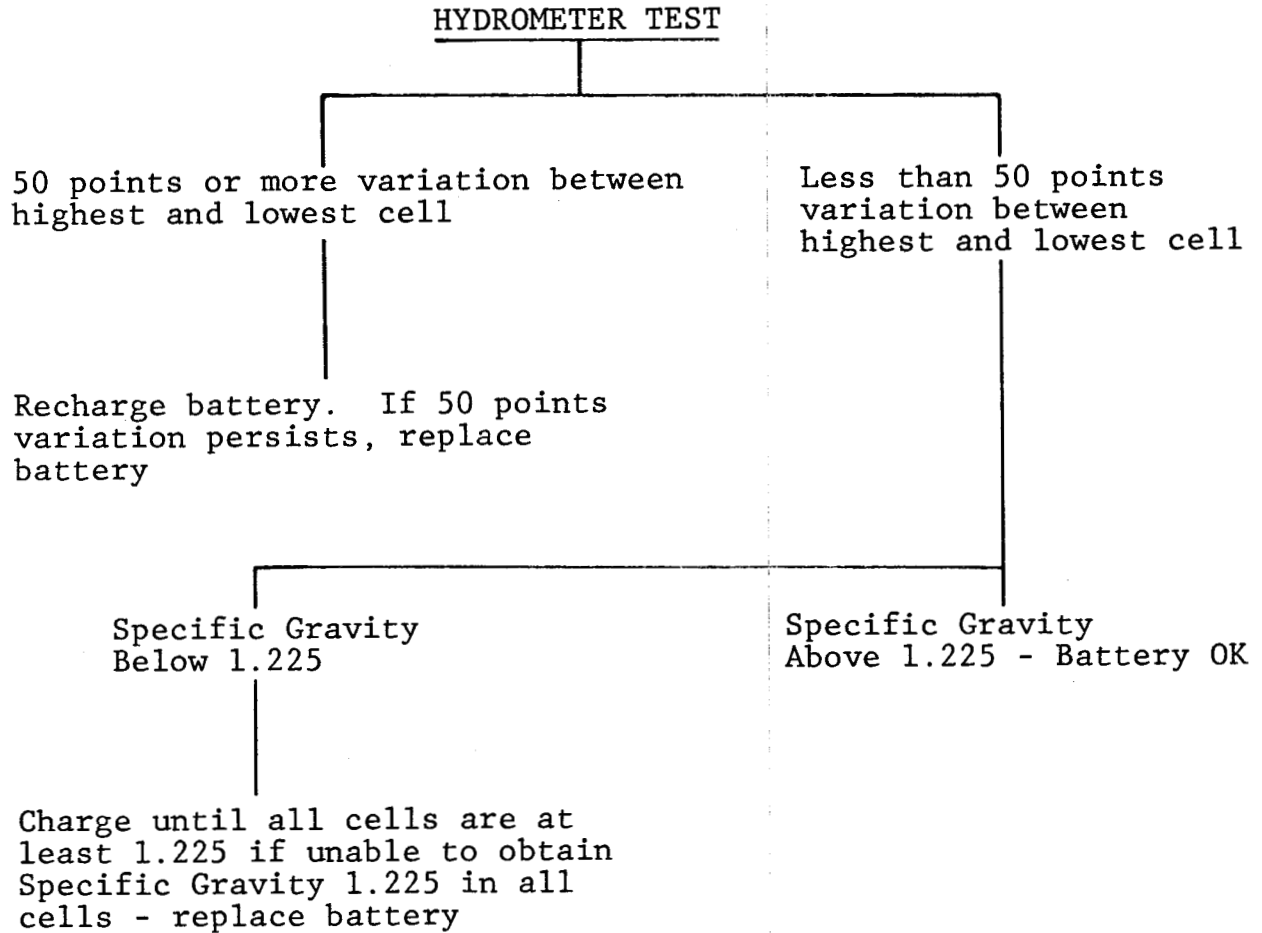 HYDROMETER TEST
50 points or more variation between
highest and lowest cell
Less than 50 points
variation between
highest and lowest cell
Recharge battery. If 50 points
variation persists, replace
battery
Specific Gravity
Below 1.225
Specific Gravity
Above 1.225 - Battery OK
Charge until all cells are at
least 1.225 if unable to obtain
Specific Gravity 1.225 in all
cells - replace battery